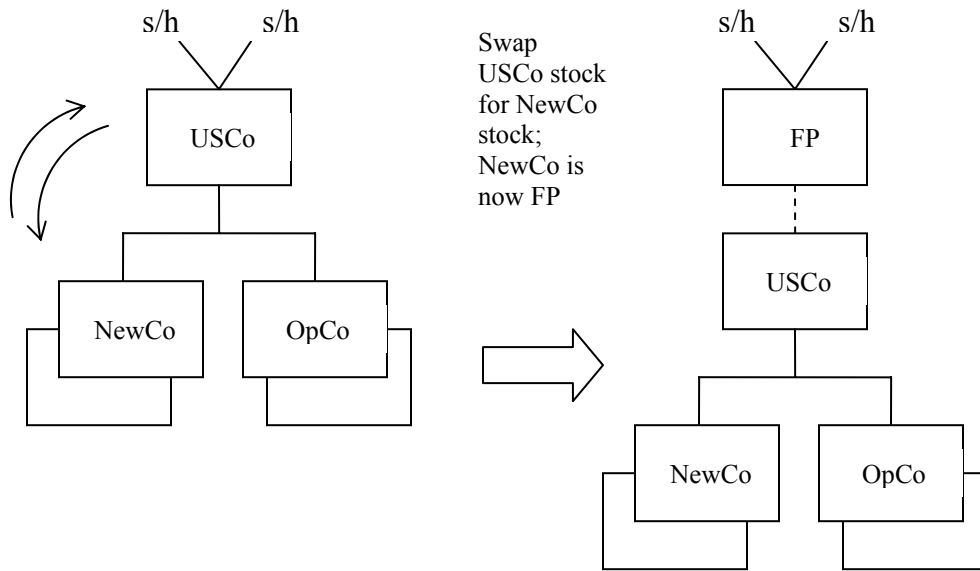 s/h s/h
USCo
NewCo OpCo
Swap
USCo stock
for NewCo
stock;
NewCo is
now FP
s/h s/h
FP
USCo
NewCo OpCo